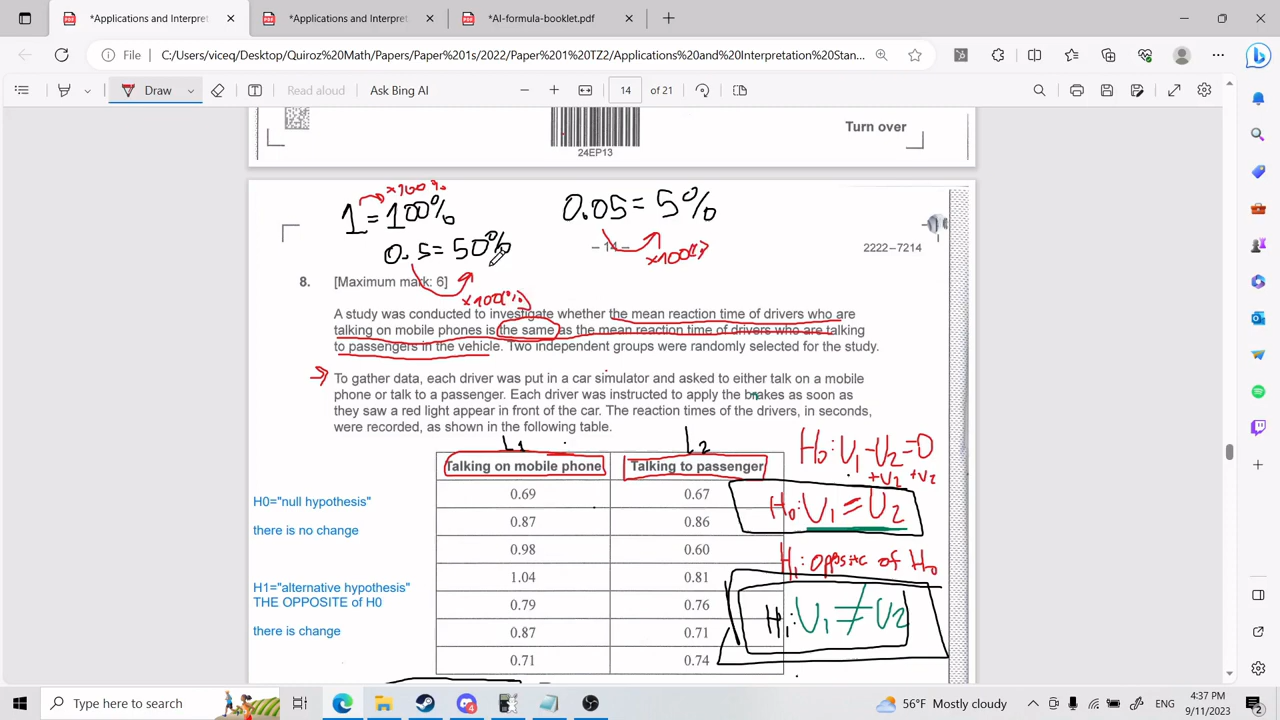 *Applications and Interpret
*Applications and Interpret
*AI-formula-booklet.pdf
File
C:/Users/viceq/Desktop/Quiroz%20Math/Papers/Paper%201s/2022/Paper%201%20TZ2/Applications%20and%20Interpretation%20Stan...
Draw
Read aloud
Ask Bing AI
14
of 21
24EP13
Turn over
1 = 100%
x100%
0.5 = 50%
x100(%)
0.05 = 5%
x100(%)
– 14 –
2222 – 7214
8. [Maximum mark: 6]
A study was conducted to investigate whether the mean reaction time of drivers who are
talking on mobile phones is the same as the mean reaction time of drivers who are talking
to passengers in the vehicle. Two independent groups were randomly selected for the study.
To gather data, each driver was put in a car simulator and asked to either talk on a mobile
phone or talk to a passenger. Each driver was instructed to apply the brakes as soon as
they saw a red light appear in front of the car. The reaction times of the drivers, in seconds,
were recorded, as shown in the following table.
L1 L2
Talking on mobile phone Talking to passenger
0.69 0.67
0.87 0.86
0.98 0.60
1.04 0.81
0.79 0.76
0.87 0.71
0.71 0.74
H0="null hypothesis"
there is no change
H1="alternative hypothesis"
THE OPPOSITE of H0
there is change
H0: U1-U2=0
+U2 +U2
H0: U1 = U2
H1: opposite of H0
H1: U1 ≠ U2
Type here to search
56°F Mostly cloudy
ENG
4:37 PM
9/11/2023
2